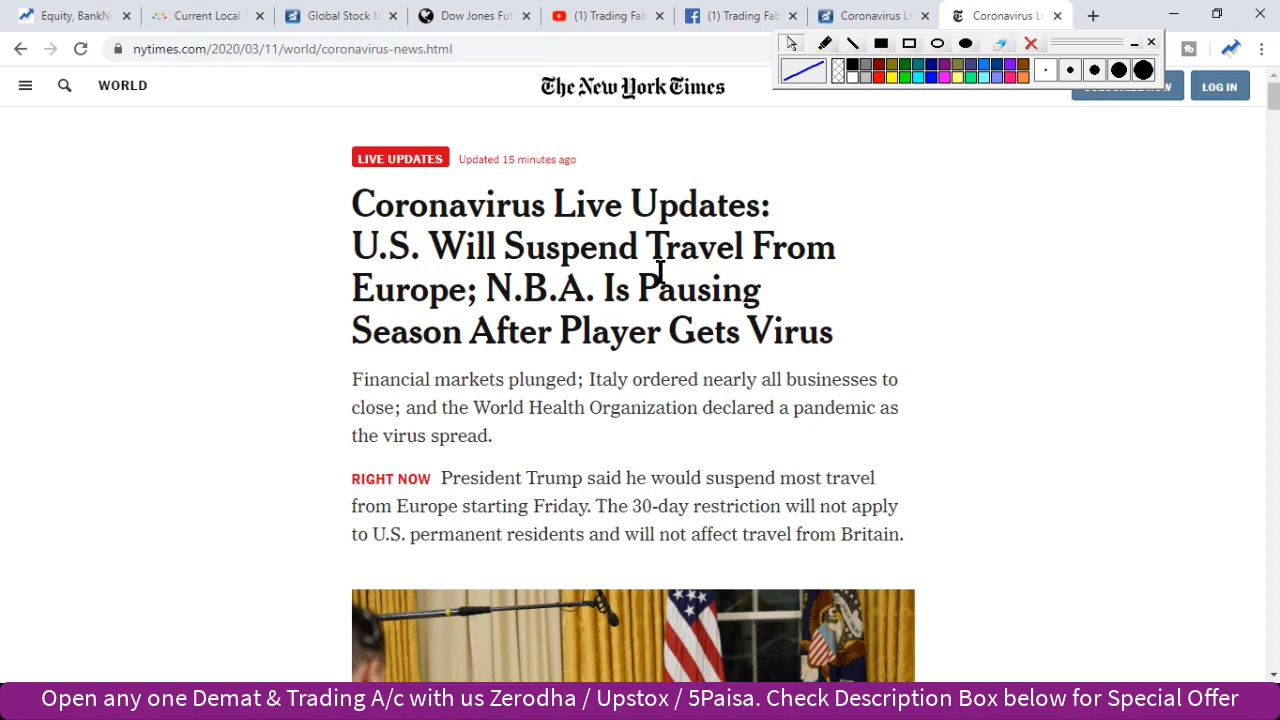 Equity, BankNi
Current Local T
Global Stock M
Dow Jones Fut
(1) Trading Fab
(1) Trading Fab
Coronavirus L
Coronavirus L
nytimes.com/2020/03/11/world/coronavirus-news.html
WORLD
The New York Times
LOG IN
LIVE UPDATES Updated 15 minutes ago
Coronavirus Live Updates:
U.S. Will Suspend Travel From
Europe; N.B.A. Is Pausing
Season After Player Gets Virus
Financial markets plunged; Italy ordered nearly all businesses to
close; and the World Health Organization declared a pandemic as
the virus spread.
RIGHT NOW President Trump said he would suspend most travel
from Europe starting Friday. The 30-day restriction will not apply
to U.S. permanent residents and will not affect travel from Britain.
Open any one Demat & Trading A/c with us Zerodha / Upstox / 5Paisa. Check Description Box below for Special Offer